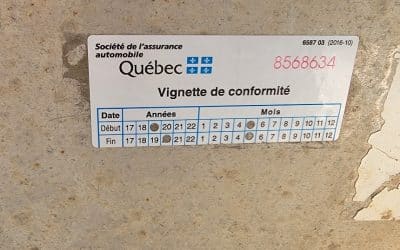 Société de l'assurance
automobile
6587 03 (2016-10)
Québec
8568634
Vignette de conformité
Date Années Mois
Début 17 18 20 21 22 1 2 3 4 6 7 8 9 10 11 12
Fin 17 18 19 21 22 1 2 3 4 6 7 8 9 10 11 12